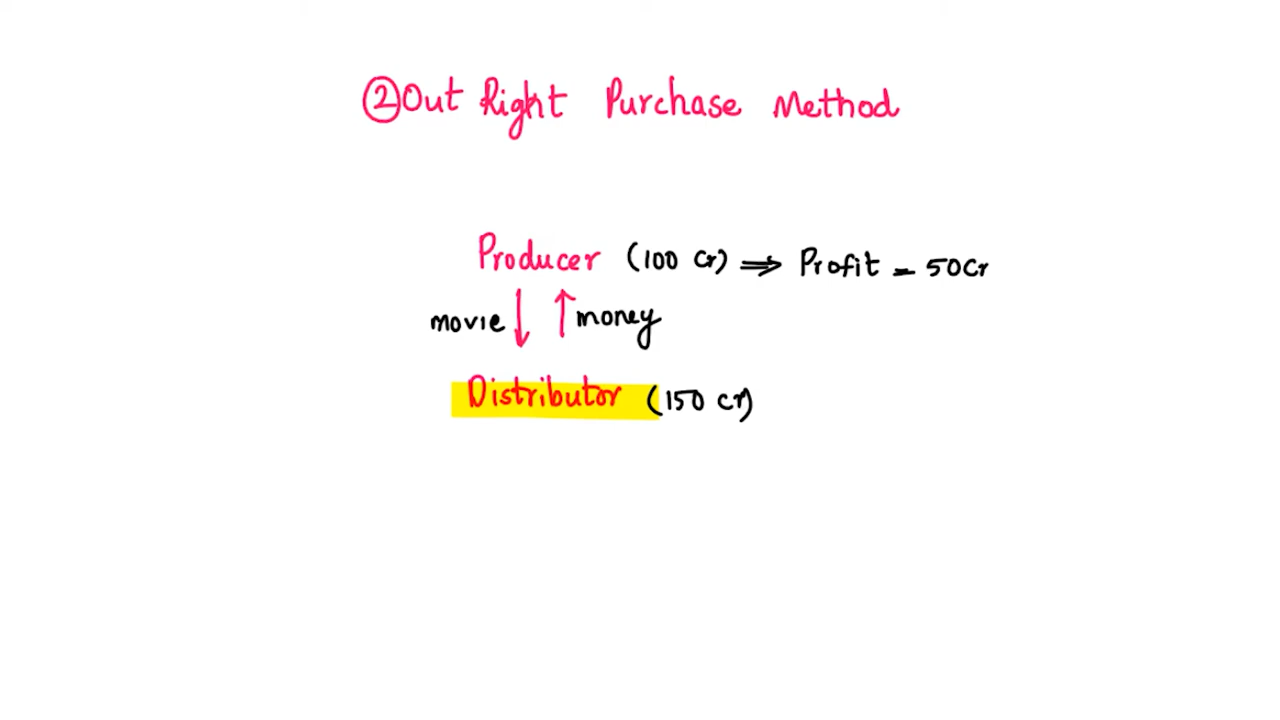 ②Out Right Purchase Method
Producer (100 Cr) ⇒ Profit - 50Cr
movie ↓ ↑ money
Distributor (150 cr)